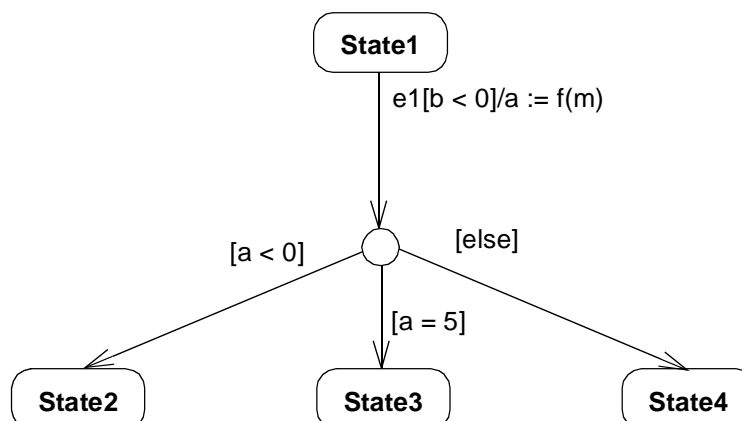 State1
e1[b < 0]/a := f(m)
[a < 0]
[else]
[a = 5]
State2
State3
State4